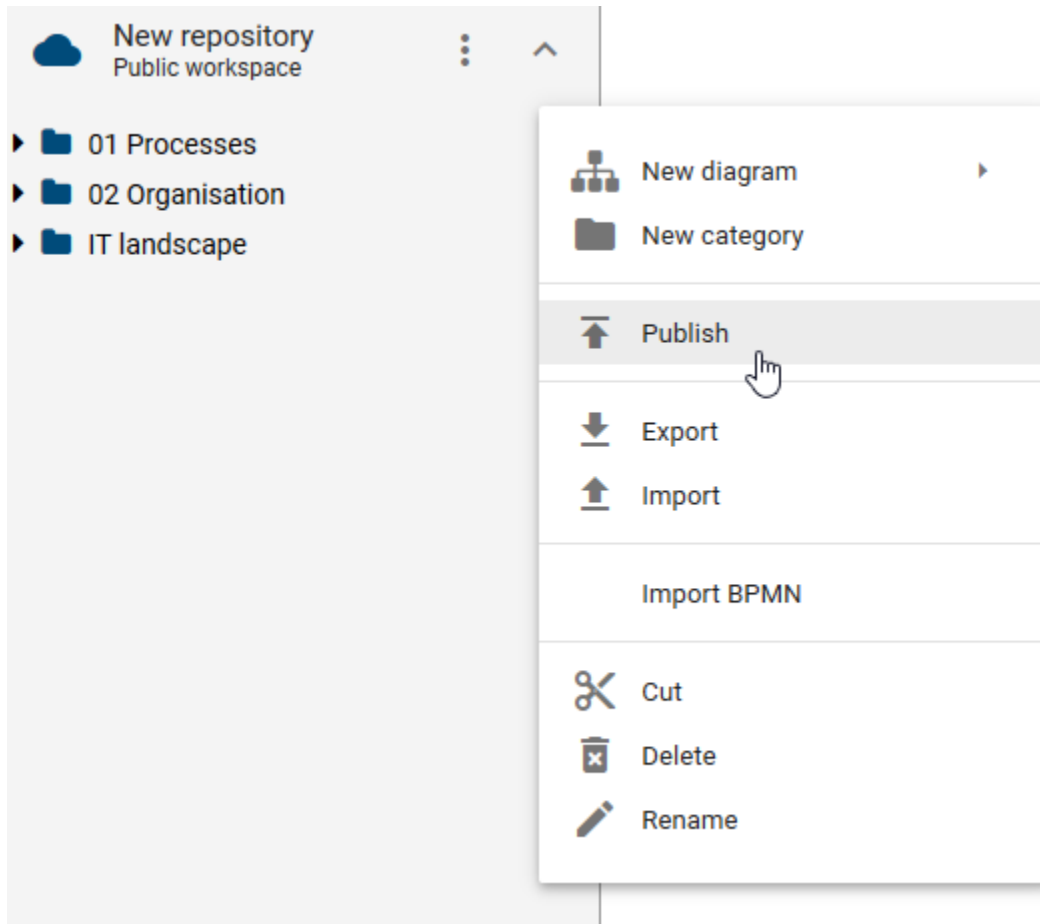 New repository
Public workspace
01 Processes
02 Organisation
IT landscape
New diagram
New category
Publish
Export
Import
Import BPMN
Cut
Delete
Rename